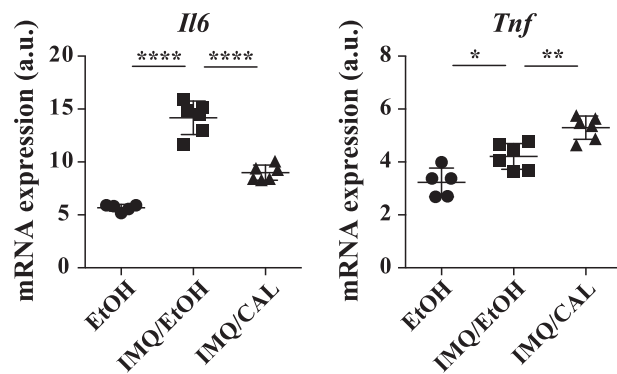 Il6
mRNA expression (a.u.)
20
15
10
5
0
**** ****
EtOH
IMQ/EtOH
IMQ/CAL
Tnf
mRNA expression (a.u.)
8
6
4
2
0
* **
EtOH
IMQ/EtOH
IMQ/CAL